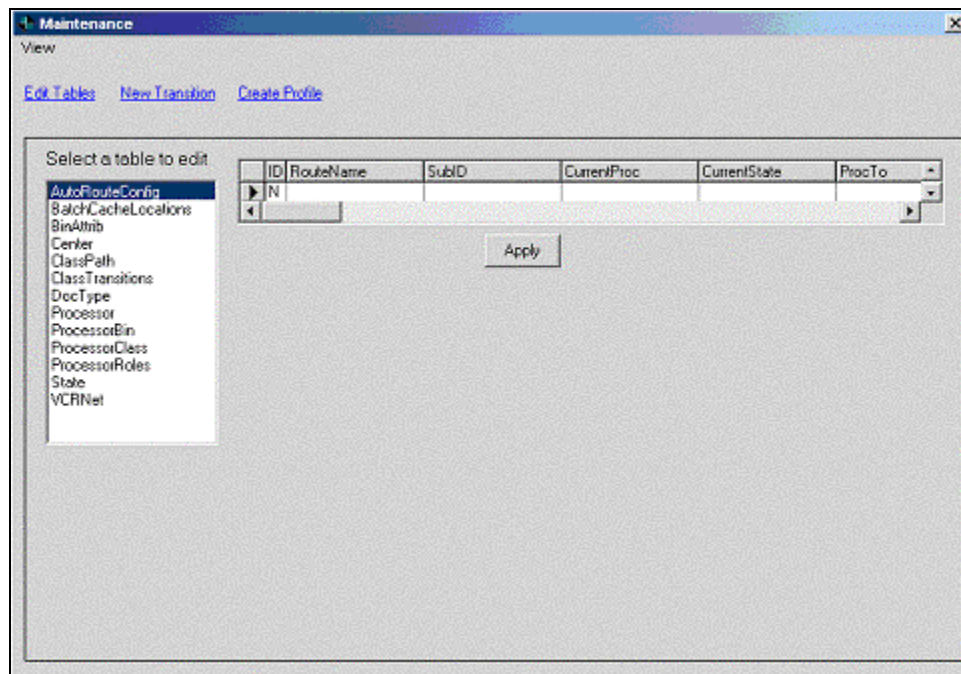 Maintenance
View
Edit Tables New Transition Create Profile
Select a table to edit
ID RouteName SubID CurrentProc CurrentState ProcTo
N
AutoRouteConfig
BatchCacheLocations
BinAttrib
Center
ClassPath
ClassTransitions
DocType
Processor
ProcessorBin
ProcessorClass
ProcessorRoles
State
VCRNet
Apply